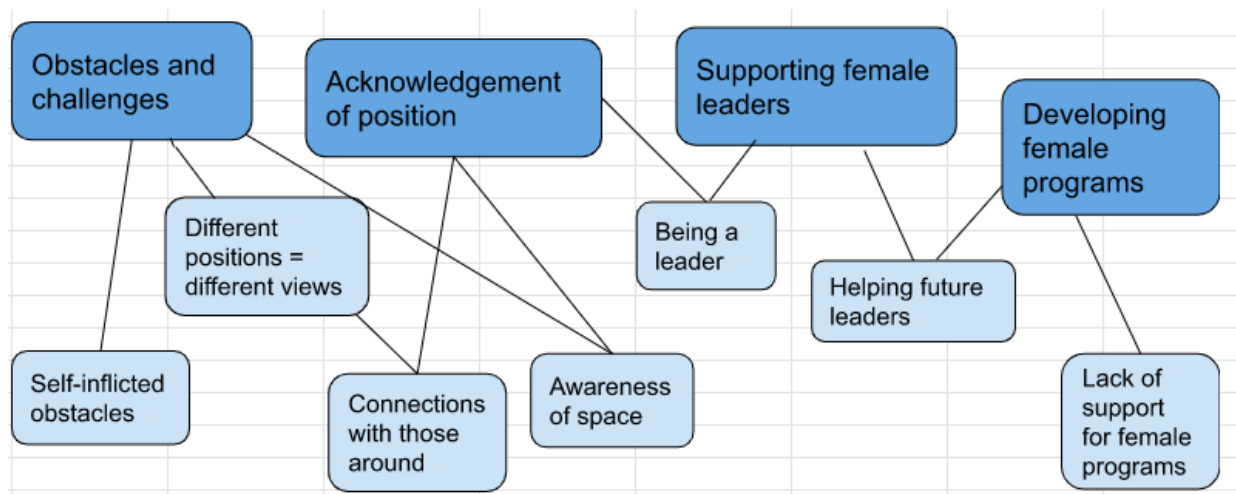 Obstacles and
challenges
Acknowledgement
of position
Supporting female
leaders
Developing
female
programs
Different
positions =
different views
Being a
leader
Helping future
leaders
Self-inflicted
obstacles
Connections
with those
around
Awareness
of space
Lack of
support
for female
programs